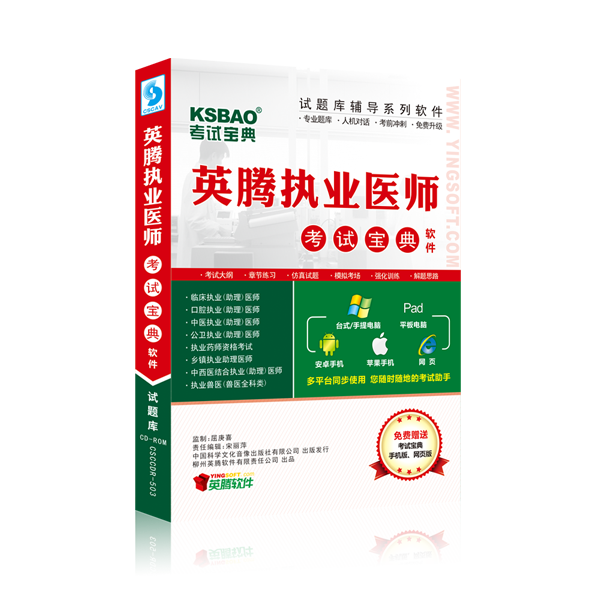 CSCAV
英腾执业医师
考试宝典
软件
试题库
CD-ROM
CSCCDR-503
KSBAO®
考试宝典
试题库辅导系列软件
·专业题库 ·人机对话 ·考前冲刺 ·免费升级
WWW.YINGSOFT.COM
英腾执业医师
考试宝典 软件
·考试大纲 ·章节练习 ·仿真试题 ·模拟考场 ·强化训练 ·解题思路
·临床执业(助理)医师
·口腔执业(助理)医师
·中医执业(助理)医师
·公卫执业(助理)医师
·执业药师资格考试
·乡镇执业助理医师
·中西医结合执业(助理)医师
·执业兽医(兽医全科类)
Pad
台式/手提电脑 平板电脑
安卓手机 苹果手机 网页
多平台同步使用 您随时随地的考试助手
监制:屈庚喜
责任编辑:宋丽萍
中国科学文化音像出版社有限公司 出版发行
柳州英腾软件有限责任公司 出品
YINGSOFT.COM
英腾软件
免费赠送
考试宝典
手机版、网页版